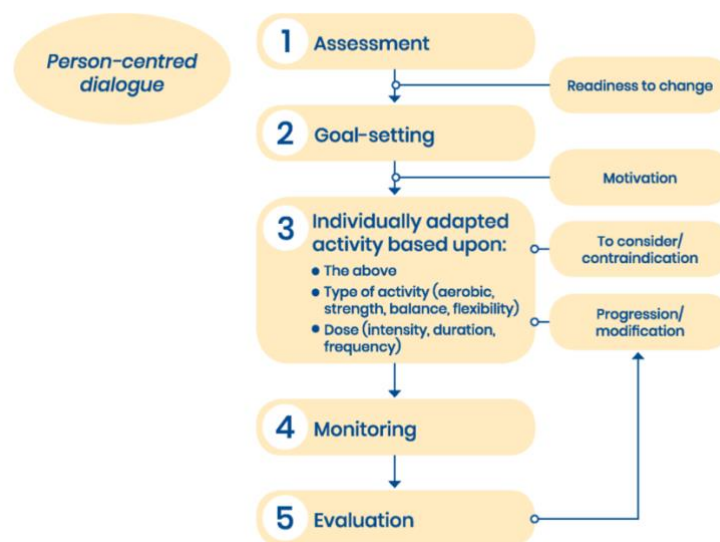 Person-centred
dialogue
1 Assessment
Readiness to change
2 Goal-setting
Motivation
3 Individually adapted
activity based upon:
• The above
• Type of activity (aerobic,
strength, balance, flexibility)
• Dose (intensity, duration,
frequency)
To consider/
contraindication
Progression/
modification
4 Monitoring
5 Evaluation